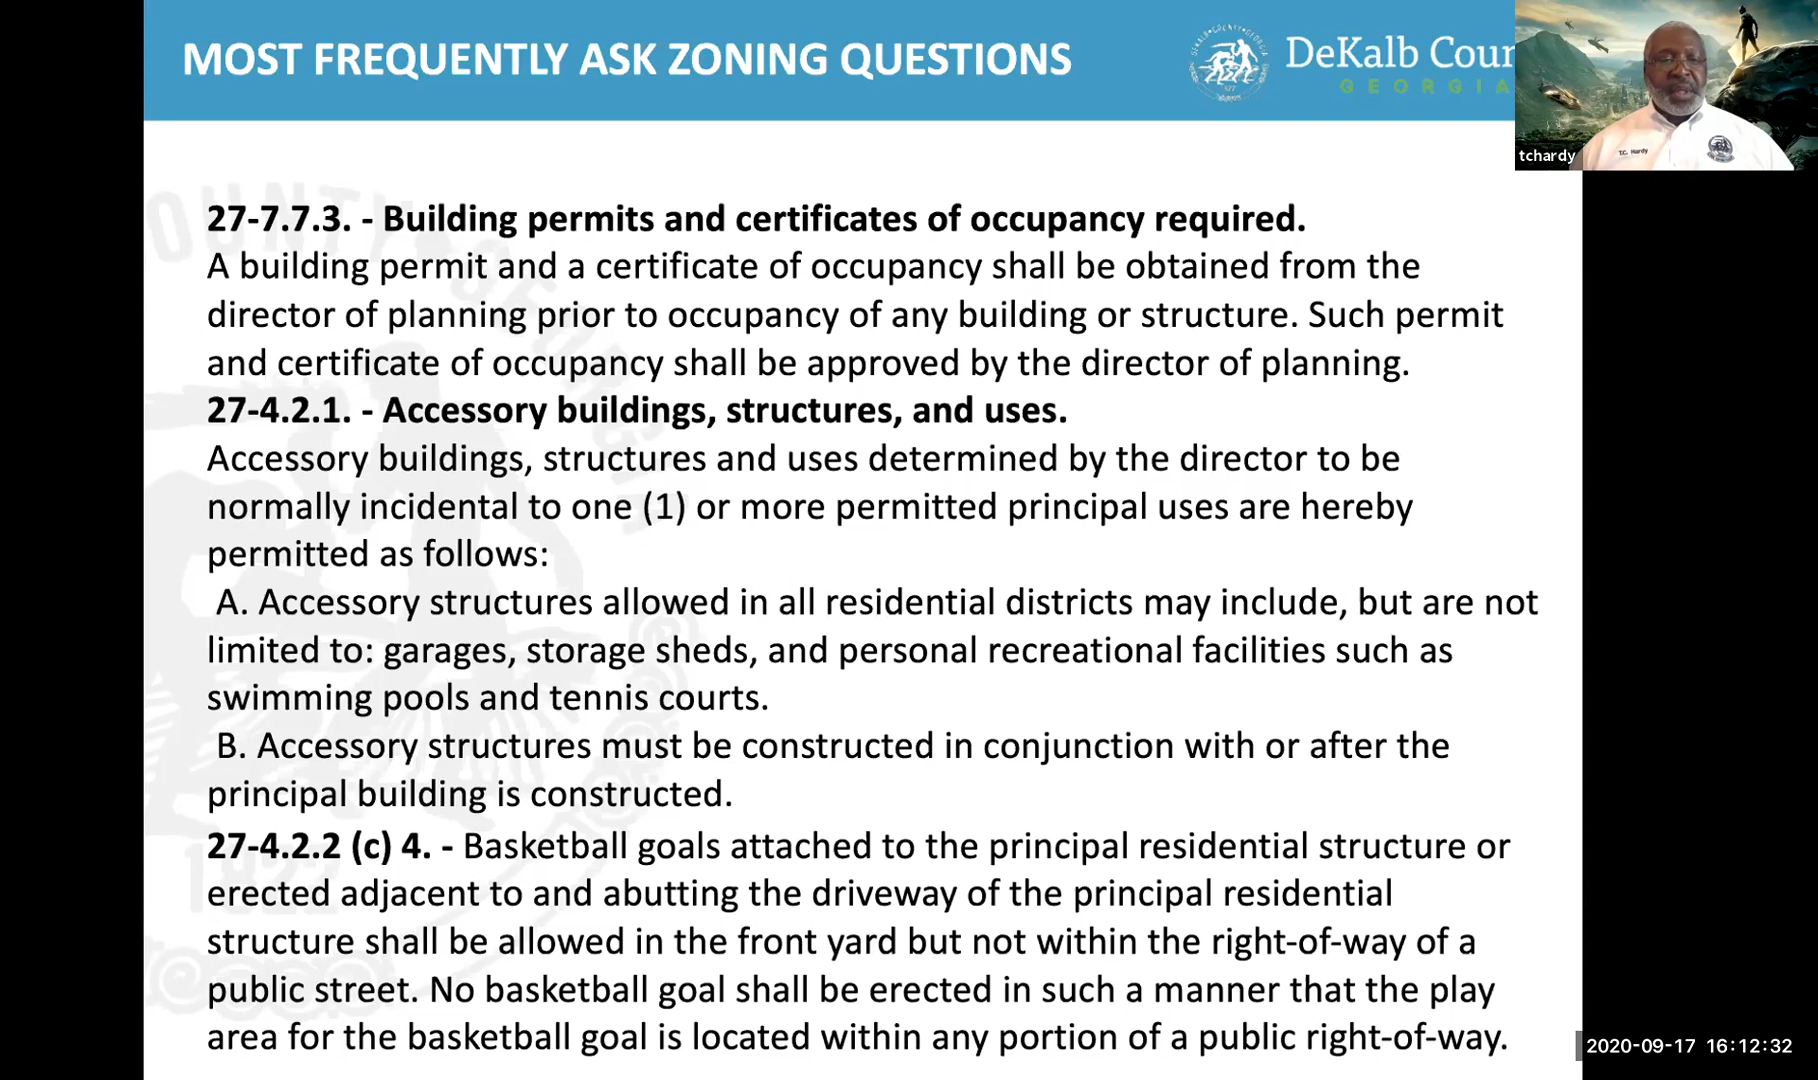 MOST FREQUENTLY ASK ZONING QUESTIONS
DeKalb Coun
GEORGIA
tchardy
T.C. Hardy
27-7.7.3. - Building permits and certificates of occupancy required.
A building permit and a certificate of occupancy shall be obtained from the
director of planning prior to occupancy of any building or structure. Such permit
and certificate of occupancy shall be approved by the director of planning.
27-4.2.1. - Accessory buildings, structures, and uses.
Accessory buildings, structures and uses determined by the director to be
normally incidental to one (1) or more permitted principal uses are hereby
permitted as follows:
A. Accessory structures allowed in all residential districts may include, but are not
limited to: garages, storage sheds, and personal recreational facilities such as
swimming pools and tennis courts.
B. Accessory structures must be constructed in conjunction with or after the
principal building is constructed.
27-4.2.2 (c) 4. - Basketball goals attached to the principal residential structure or
erected adjacent to and abutting the driveway of the principal residential
structure shall be allowed in the front yard but not within the right-of-way of a
public street. No basketball goal shall be erected in such a manner that the play
area for the basketball goal is located within any portion of a public right-of-way.
2020-09-17 16:12:32